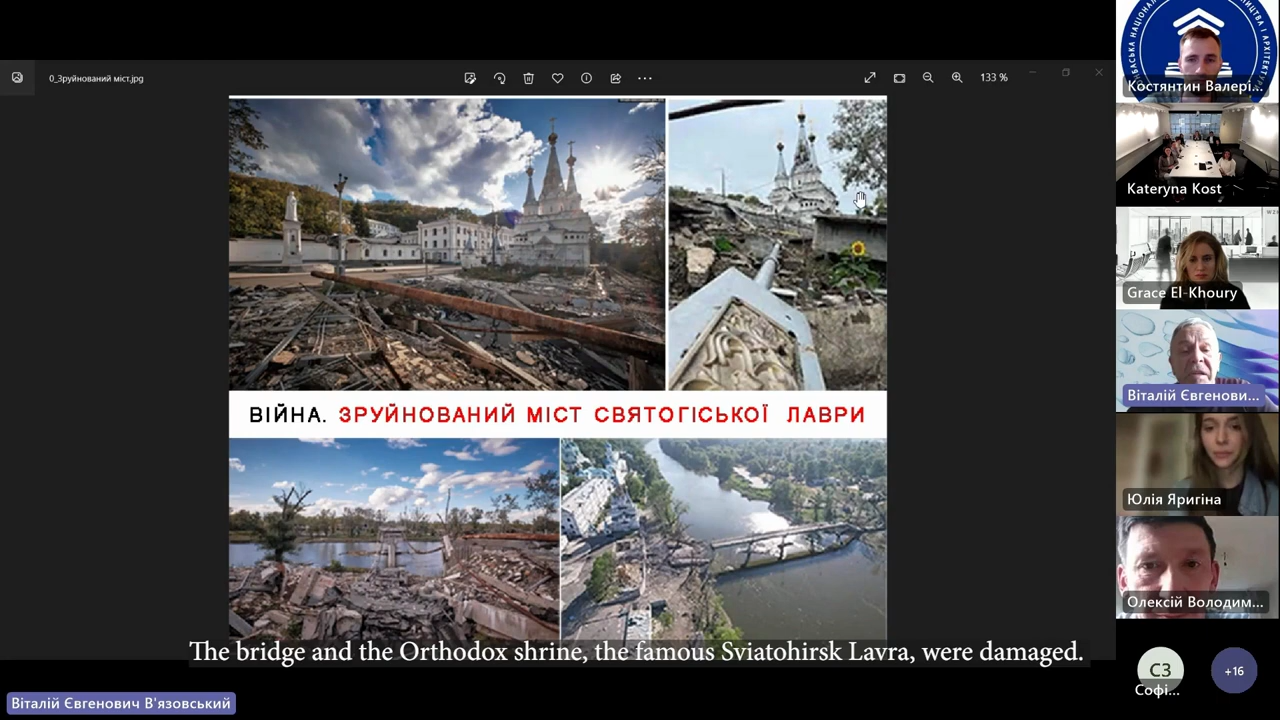 0_Зруйнований міст.jpg
133 %
ВІЙНА. ЗРУЙНОВАНИЙ МІСТ СВЯТОГІСЬКОЇ ЛАВРИ
The bridge and the Orthodox shrine, the famous Sviatohirsk Lavra, were damaged.
Віталій Євгенович В'язовський
Костянтин Валері...
Kateryna Kost
Grace El-Khoury
Віталій Євгенови...
Юлія Яригіна
Олексій Володим...
СЗ
Софі...
+16